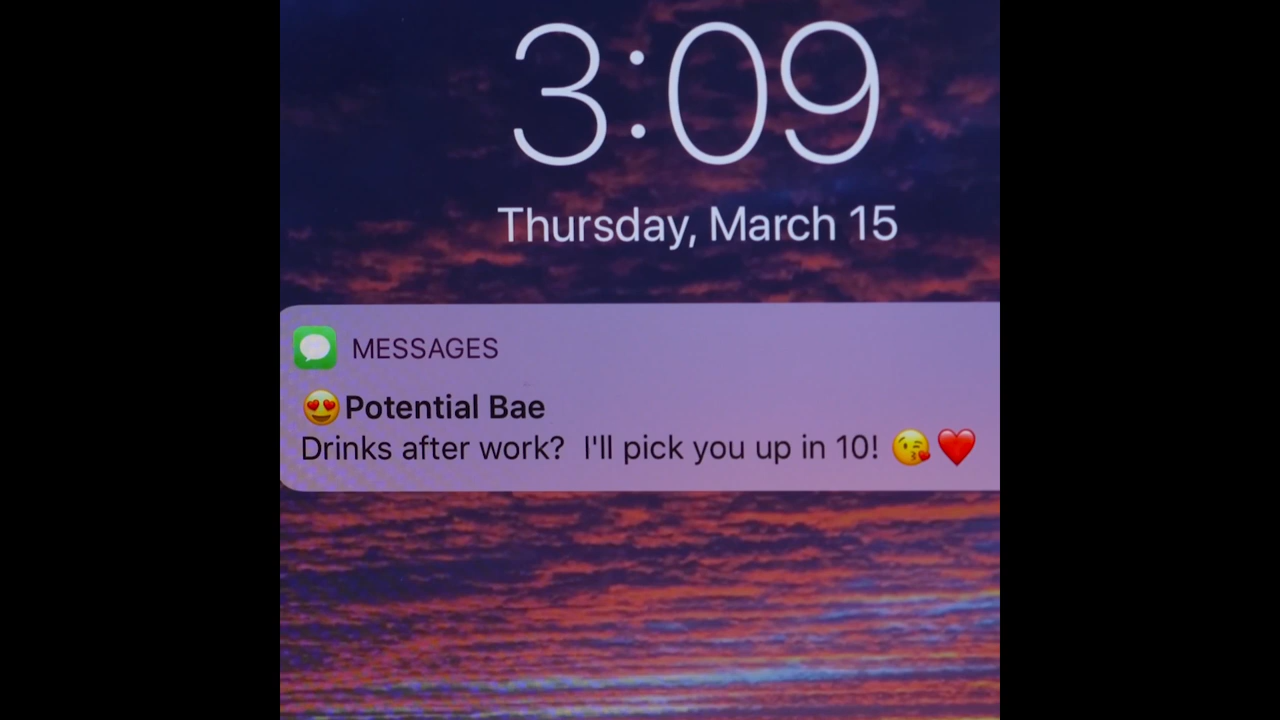 3:09
Thursday, March 15
MESSAGES
😍Potential Bae
Drinks after work?  I'll pick you up in 10! 😘❤️